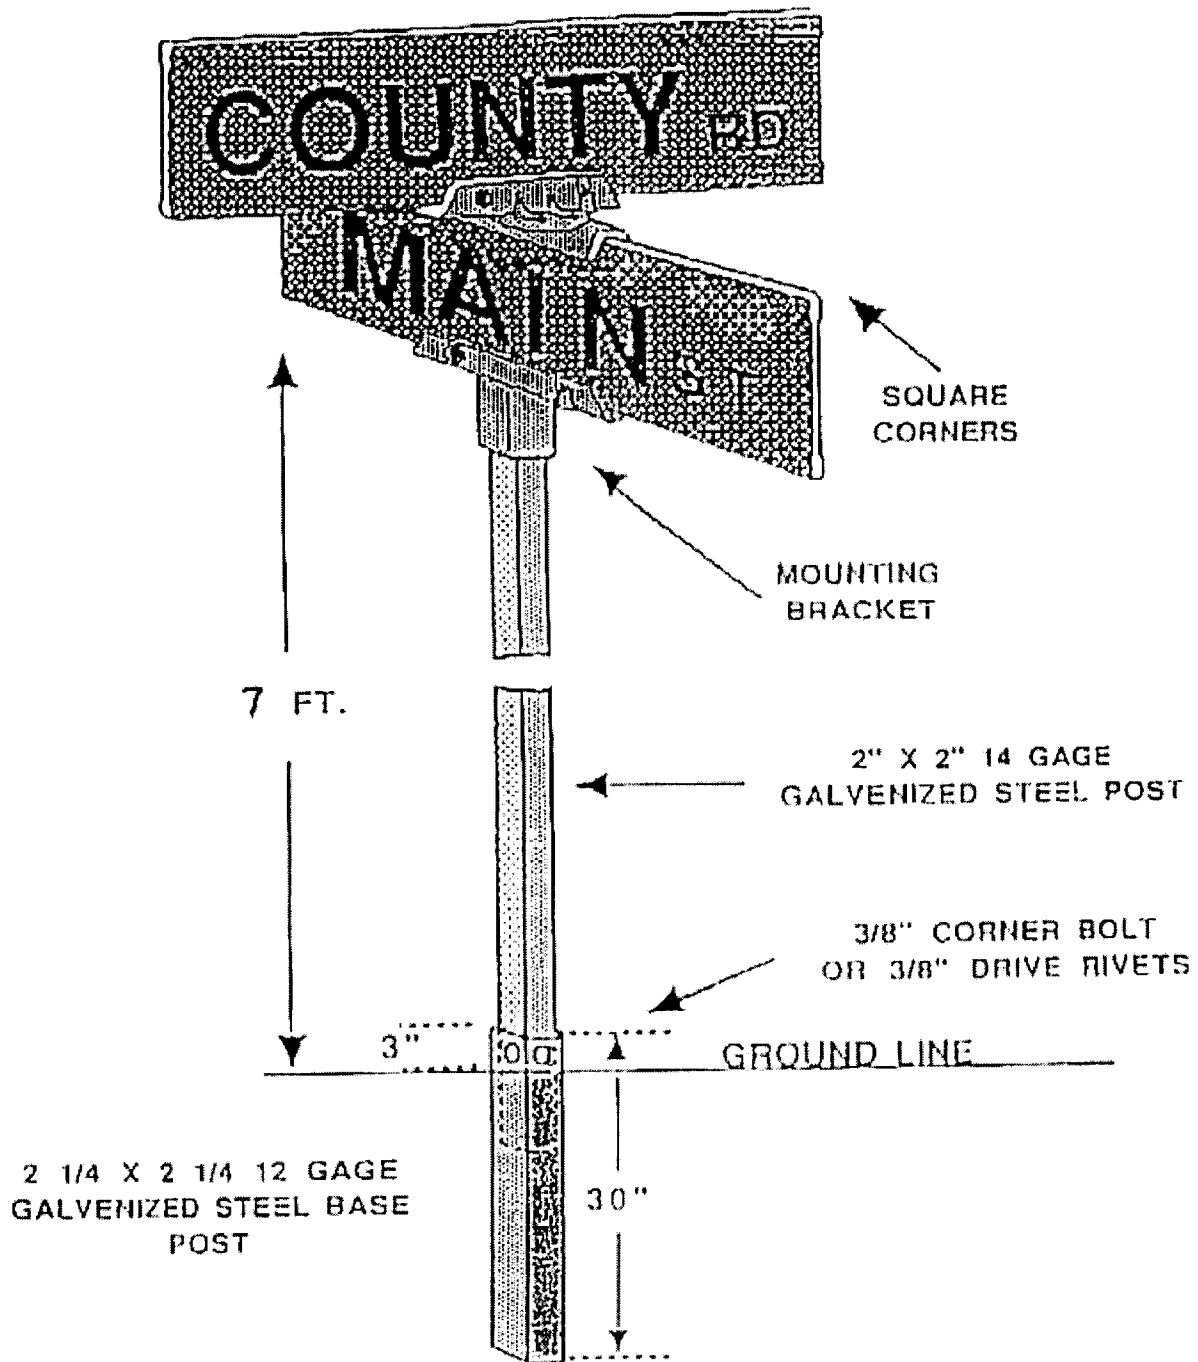 COUNTY RD
MAIN ST
SQUARE
CORNERS
MOUNTING
BRACKET
7 FT.
2" X 2" 14 GAGE
GALVENIZED STEEL POST
3/8" CORNER BOLT
OR 3/8" DRIVE RIVETS
3"
GROUND LINE
2 1/4 X 2 1/4 12 GAGE
GALVENIZED STEEL BASE
POST
30"